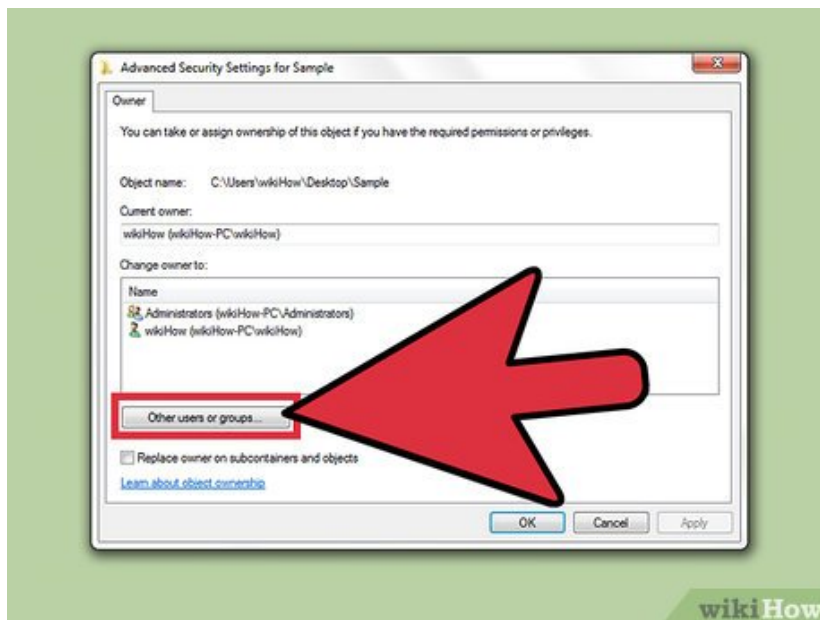 Advanced Security Settings for Sample
Owner
You can take or assign ownership of this object if you have the required permissions or privileges.
Object name: C:\Users\wikiHow\Desktop\Sample
Current owner:
wikiHow (wikiHow-PC\wikiHow)
Change owner to:
Name
Administrators (wikiHow-PC\Administrators)
wikiHow (wikiHow-PC\wikiHow)
Other users or groups...
Replace owner on subcontainers and objects
Learn about object ownership
OK Cancel Apply
wikiHow